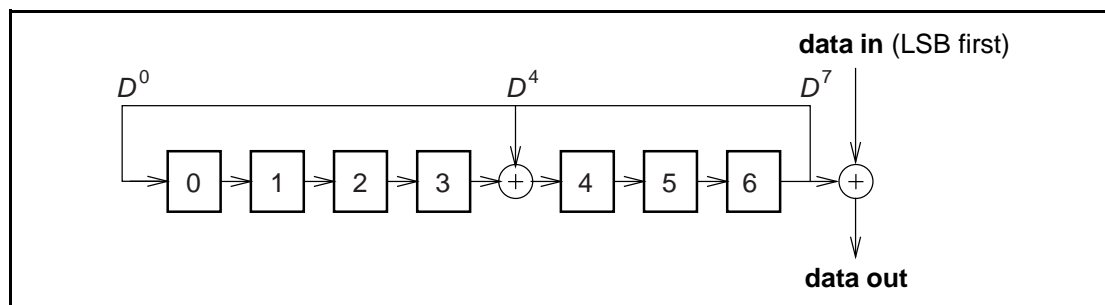 data in (LSB first)
D⁰ D⁴ D⁷
0 1 2 3 + 4 5 6 +
data out